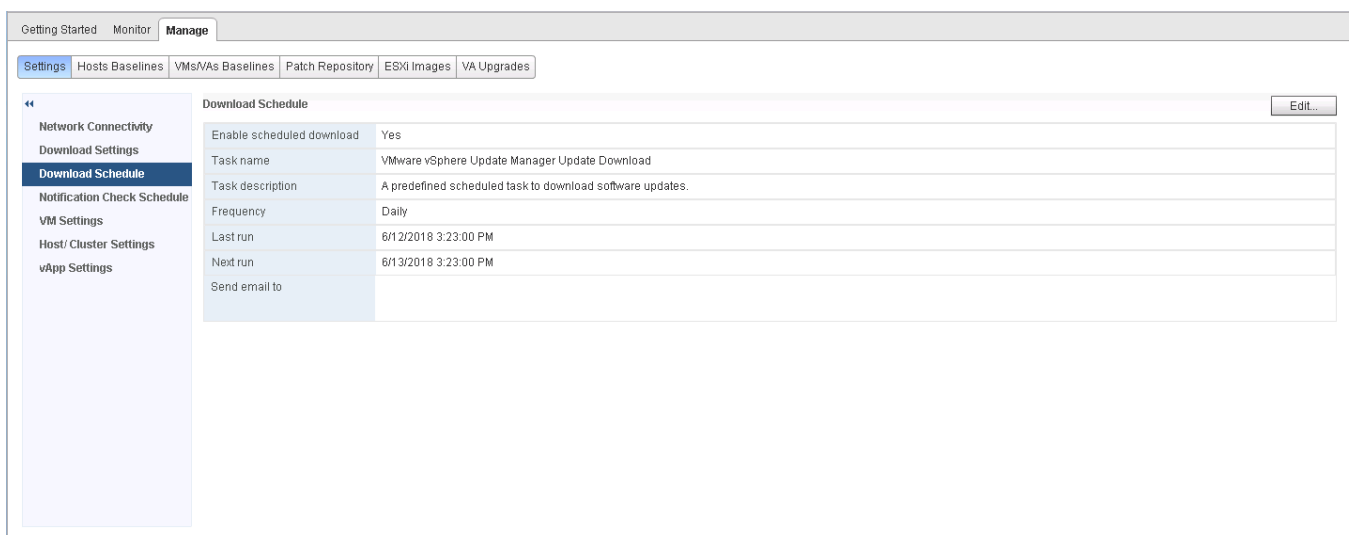 Getting Started Monitor Manage
Settings Hosts Baselines VMs/VAs Baselines Patch Repository ESXi Images VA Upgrades
Network Connectivity
Download Settings
Download Schedule
Notification Check Schedule
VM Settings
Host/ Cluster Settings
vApp Settings
Download Schedule Edit...
Enable scheduled download Yes
Task name VMware vSphere Update Manager Update Download
Task description A predefined scheduled task to download software updates.
Frequency Daily
Last run 6/12/2018 3:23:00 PM
Next run 6/13/2018 3:23:00 PM
Send email to